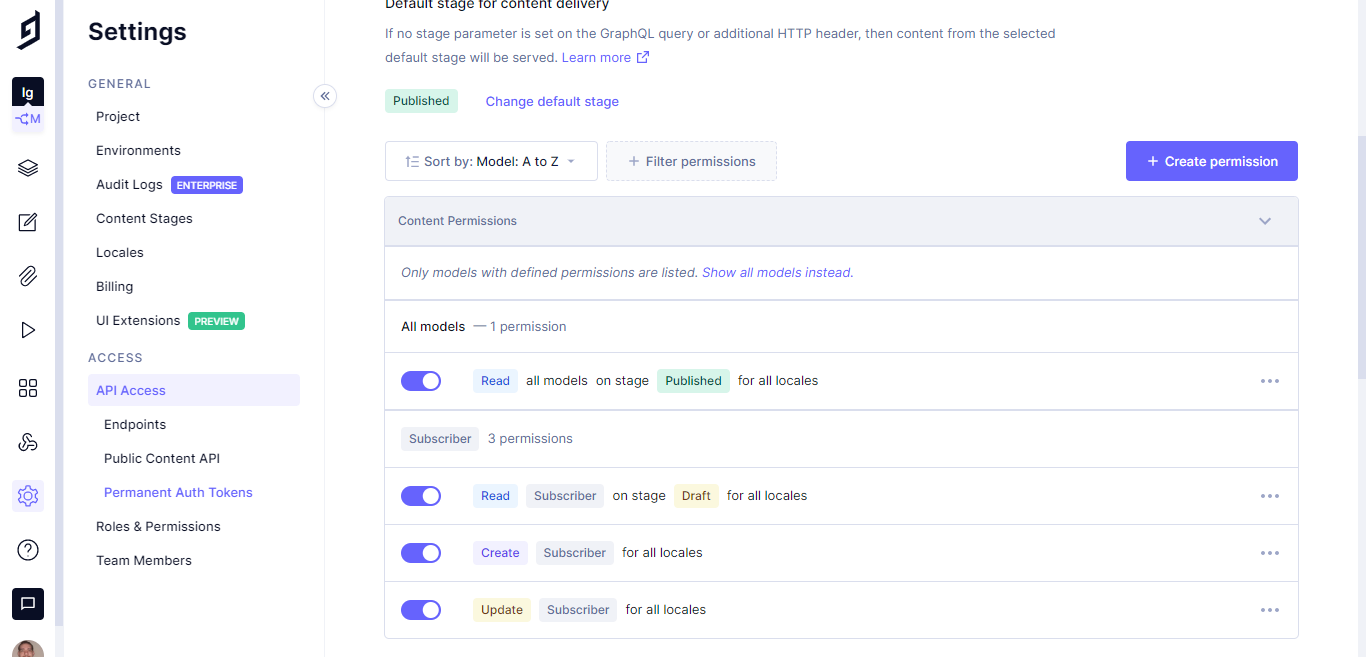 Settings
lg
M
GENERAL
Project
Environments
Audit Logs ENTERPRISE
Content Stages
Locales
Billing
UI Extensions PREVIEW
ACCESS
API Access
Endpoints
Public Content API
Permanent Auth Tokens
Roles & Permissions
Team Members
Default stage for content delivery
If no stage parameter is set on the GraphQL query or additional HTTP header, then content from the selected
default stage will be served. Learn more
Published Change default stage
Sort by: Model: A to Z + Filter permissions + Create permission
Content Permissions
Only models with defined permissions are listed. Show all models instead.
All models — 1 permission
Read all models on stage Published for all locales
Subscriber 3 permissions
Read Subscriber on stage Draft for all locales
Create Subscriber for all locales
Update Subscriber for all locales